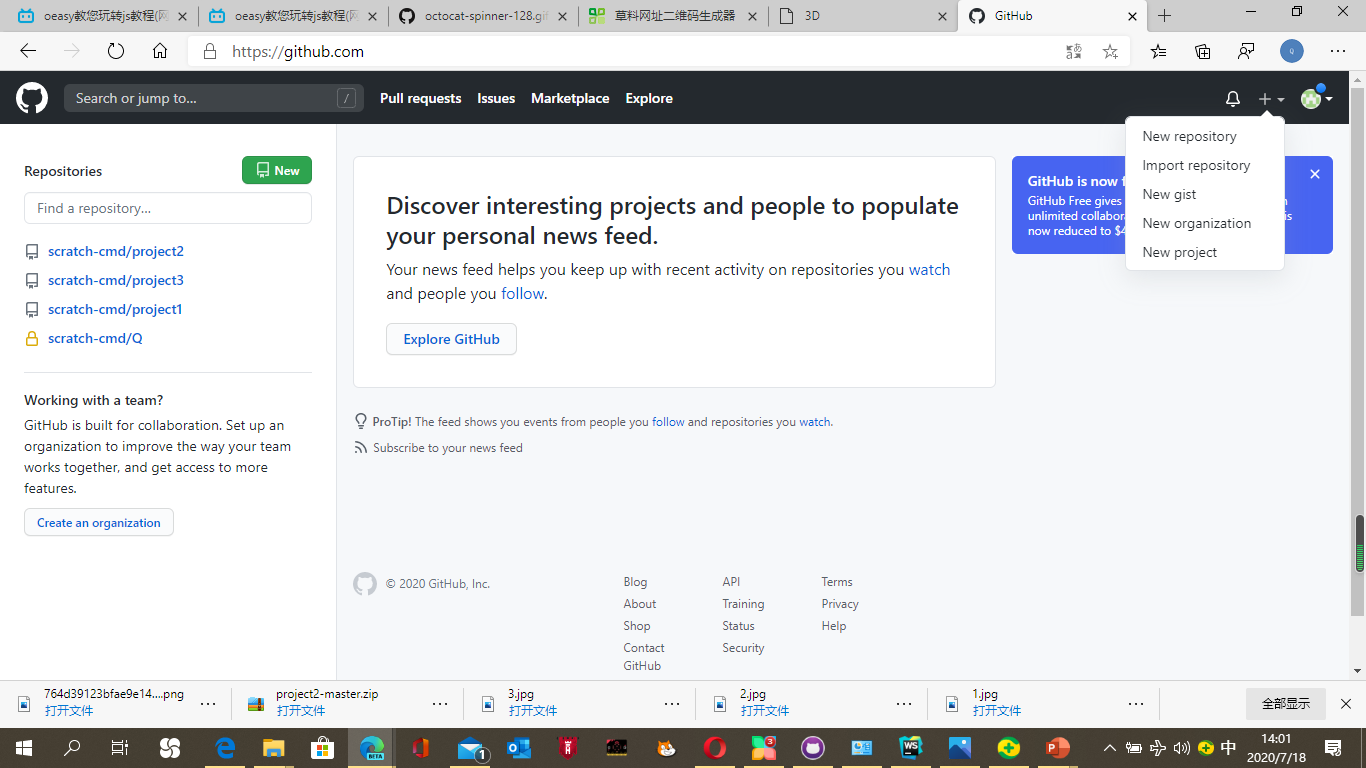 oeasy教您玩转js教程(网
oeasy教您玩转js教程(网
octocat-spinner-128.gif
草料网址二维码生成器
3D
GitHub
https://github.com
Search or jump to...
/
Pull requests
Issues
Marketplace
Explore
New repository
Import repository
New gist
New organization
New project
Repositories
New
Find a repository...
scratch-cmd/project2
scratch-cmd/project3
scratch-cmd/project1
scratch-cmd/Q
Working with a team?
GitHub is built for collaboration. Set up an
organization to improve the way your team
works together, and get access to more
features.
Create an organization
Discover interesting projects and people to populate
your personal news feed.
Your news feed helps you keep up with recent activity on repositories you watch
and people you follow.
Explore GitHub
ProTip! The feed shows you events from people you follow and repositories you watch.
Subscribe to your news feed
GitHub is now
GitHub Free gives
unlimited is
now reduced to
© 2020 GitHub, Inc.
Blog
About
Shop
Contact
GitHub
API
Training
Status
Security
Terms
Privacy
Help
764d39123bfae9e14....png
打开文件
project2-master.zip
打开文件
3.jpg
打开文件
2.jpg
打开文件
1.jpg
打开文件
全部显示
BETA
1
3
WS
中
14:01
2020/7/18